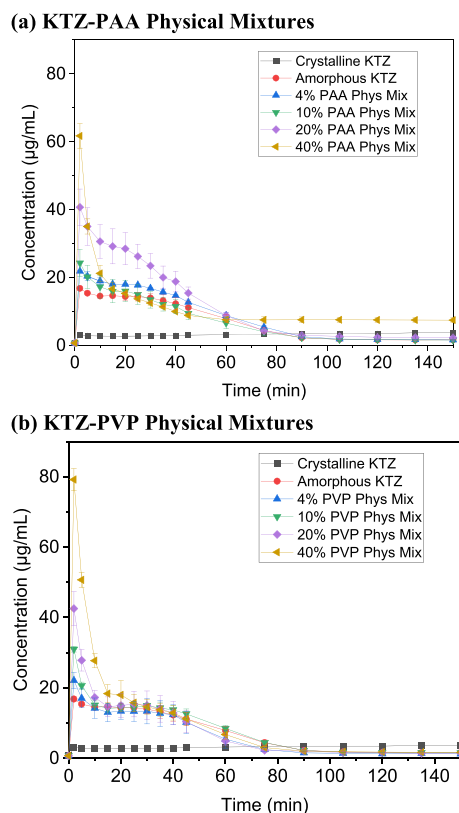 (a) KTZ-PAA Physical Mixtures
Crystalline KTZ
Amorphous KTZ
4% PAA Phys Mix
10% PAA Phys Mix
20% PAA Phys Mix
40% PAA Phys Mix
80
60
40
20
0
Concentration (µg/mL)
0 20 40 60 80 100 120 140
Time (min)
(b) KTZ-PVP Physical Mixtures
Crystalline KTZ
Amorphous KTZ
4% PVP Phys Mix
10% PVP Phys Mix
20% PVP Phys Mix
40% PVP Phys Mix
80
60
40
20
0
Concentration (µg/mL)
0 20 40 60 80 100 120 140
Time (min)